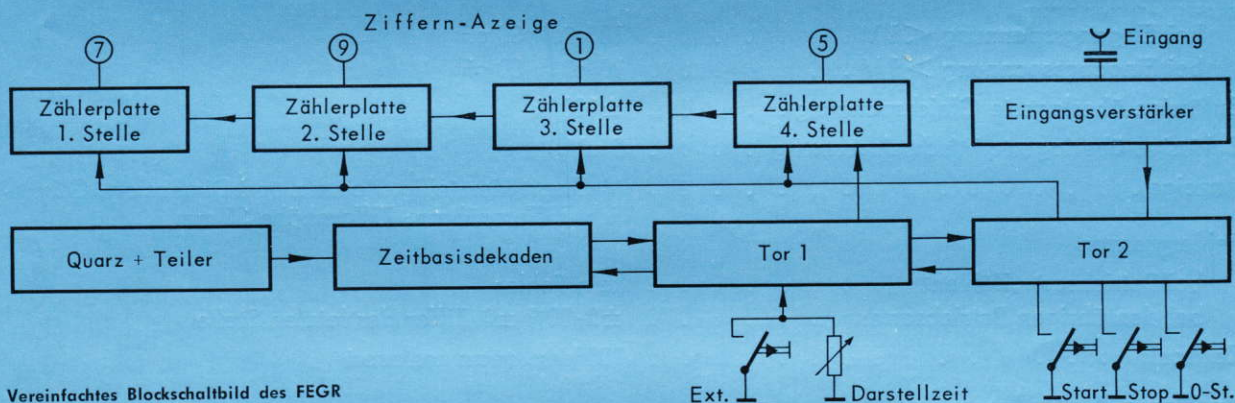 Ziffern-Azeige
7
9
1
5
Eingang
Zählerplatte
1. Stelle
Zählerplatte
2. Stelle
Zählerplatte
3. Stelle
Zählerplatte
4. Stelle
Eingangsverstärker
Quarz + Teiler
Zeitbasisdekaden
Tor 1
Tor 2
Ext.
Darstellzeit
Start
Stop
0-St.
Vereinfachtes Blockschaltbild des FEGR